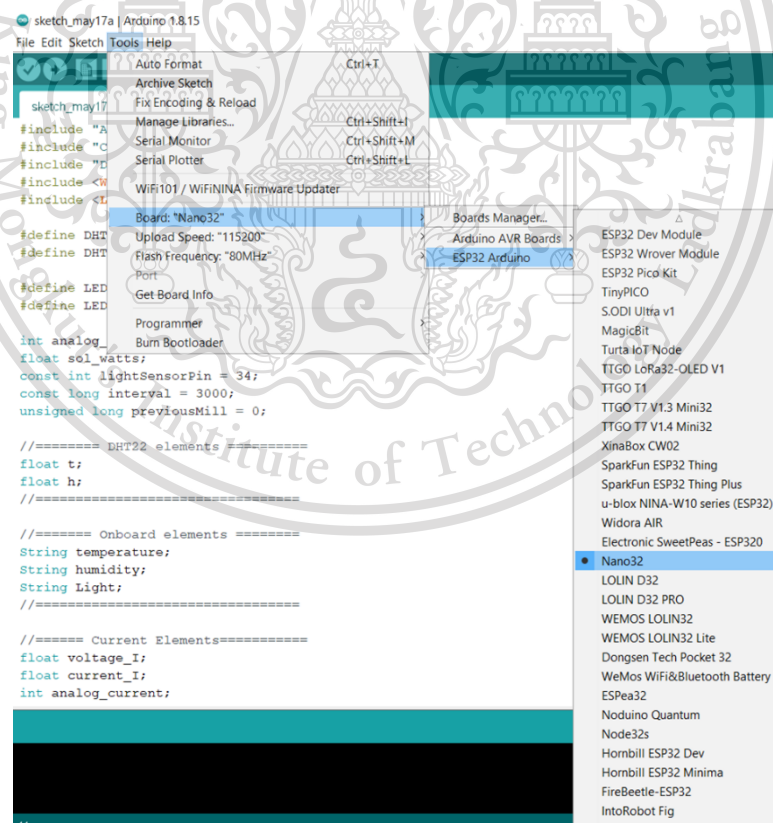 sketch_may17a | Arduino 1.8.15
File Edit Sketch Tools Help
Auto Format Ctrl+T
Archive Sketch
Fix Encoding & Reload
Manage Libraries... Ctrl+Shift+I
Serial Monitor Ctrl+Shift+M
Serial Plotter Ctrl+Shift+L
WiFi101 / WiFiNINA Firmware Updater
Board: "Nano32"
Upload Speed: "115200"
Flash Frequency: "80MHz"
Port
Get Board Info
Programmer
Burn Bootloader
Boards Manager...
Arduino AVR Boards
ESP32 Arduino
ESP32 Dev Module
ESP32 Wrover Module
ESP32 Pico Kit
TinyPICO
S.ODI Ultra v1
MagicBit
Turta IoT Node
TTGO LoRa32-OLED V1
TTGO T1
TTGO T7 V1.3 Mini32
TTGO T7 V1.4 Mini32
XinaBox CW02
SparkFun ESP32 Thing
SparkFun ESP32 Thing Plus
u-blox NINA-W10 series (ESP32)
Widora AIR
Electronic SweetPeas - ESP320
Nano32
LOLIN D32
LOLIN D32 PRO
WEMOS LOLIN32
WEMOS LOLIN32 Lite
Dongsen Tech Pocket 32
WeMos WiFi&Bluetooth Battery
ESPea32
Noduino Quantum
Node32s
Hornbill ESP32 Dev
Hornbill ESP32 Minima
FireBeetle-ESP32
IntoRobot Fig
sketch_may17
#include "A
#include "C
#include "D
#include <W
#include <L
#define DHT
#define DHT
#define LED
#define LED
int analog_
float sol_watts;
const int lightSensorPin = 34;
const long interval = 3000;
unsigned long previousMill = 0;
//======== DHT22 elements ==========
float t;
float h;
//=================================
//======= Onboard elements ========
String temperature;
String humidity;
String Light;
//=================================
//====== Current Elements===========
float voltage_I;
float current_I;
int analog_current;
Institute of Technology Ladkrabang